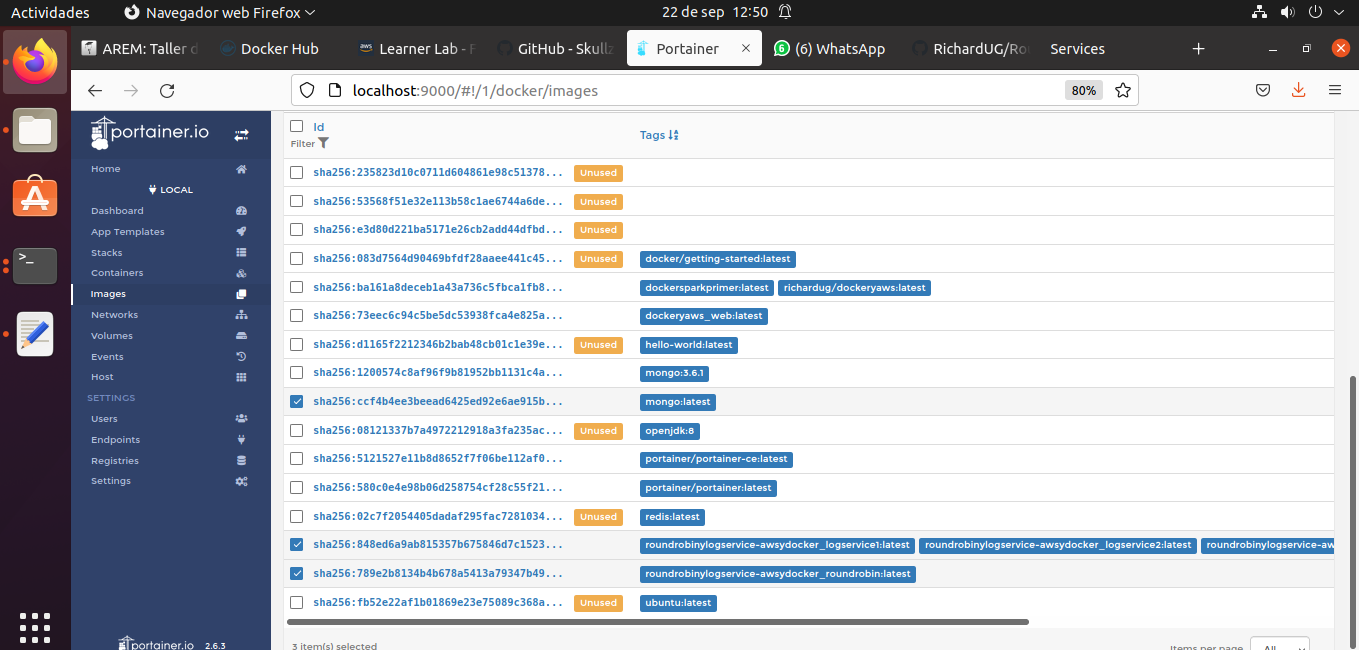 Actividades Navegador web Firefox 22 de sep 12:50
AREM: Taller d Docker Hub aws Learner Lab - F GitHub - Skullz Portainer × 6 (6) WhatsApp RichardUG/Ro Services +
localhost:9000/#!/1/docker/images 80%
portainer.io
Home
LOCAL
Dashboard
App Templates
Stacks
Containers
Images
Networks
Volumes
Events
Host
SETTINGS
Users
Endpoints
Registries
Settings
portainer.io 2.6.3
Id
Filter
Tags
sha256:235823d10c0711d604861e98c51378... Unused
sha256:53568f51e32e113b58c1ae6744a6de... Unused
sha256:e3d80d221ba5171e26cb2add44dfbd... Unused
sha256:083d7564d90469bfdf28aaee441c45... Unused docker/getting-started:latest
sha256:ba161a8deceb1a43a736c5fbca1fb8... dockersparkprimer:latest richardug/dockeryaws:latest
sha256:73eec6c94c5be5dc53938fca4e825a... dockeryaws_web:latest
sha256:d1165f2212346b2bab48cb01c1e39e... Unused hello-world:latest
sha256:1200574c8af96f9b81952bb1131c4a... mongo:3.6.1
sha256:ccf4b4ee3beead6425ed92e6ae915b... mongo:latest
sha256:08121337b7a4972212918a3fa235ac... Unused openjdk:8
sha256:5121527e11b8d8652f7f06be112af0... portainer/portainer-ce:latest
sha256:580c0e4e98b06d258754cf28c55f21... portainer/portainer:latest
sha256:02c7f2054405dadaf295fac7281034... Unused redis:latest
sha256:848ed6a9ab815357b675846d7c1523... roundrobinylogservice-awsydocker_logservice1:latest roundrobinylogservice-awsydocker_logservice2:latest roundrobinylogservice-aw
sha256:789e2b8134b4b678a5413a79347b49... roundrobinylogservice-awsydocker_roundrobin:latest
sha256:fb52e22af1b01869e23e75089c368a... Unused ubuntu:latest
3 item(s) selected
Items per page All